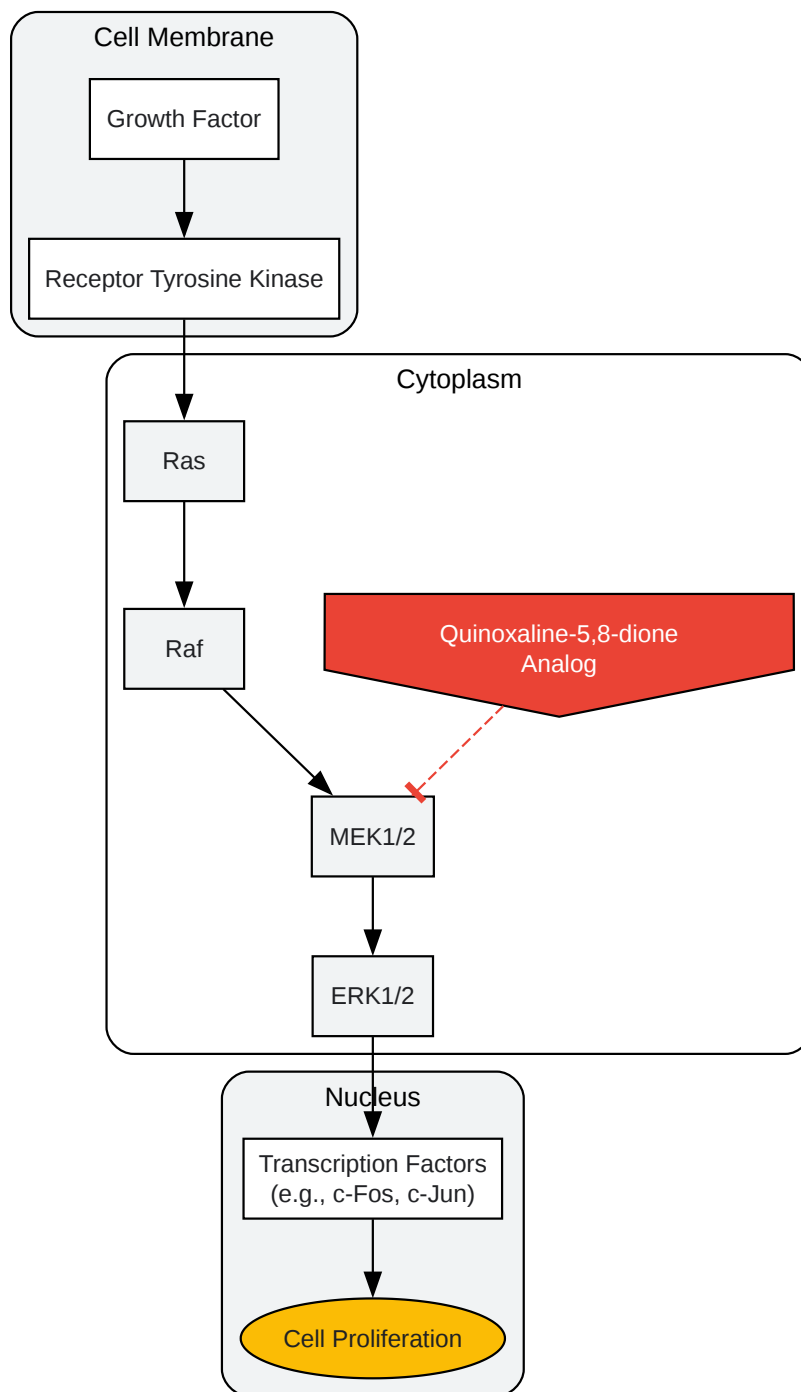 Cell Membrane
Growth Factor
Receptor Tyrosine Kinase
Cytoplasm
Ras
Raf
Quinoxaline-5,8-dione
Analog
MEK1/2
ERK1/2
Nucleus
Transcription Factors
(e.g., c-Fos, c-Jun)
Cell Proliferation